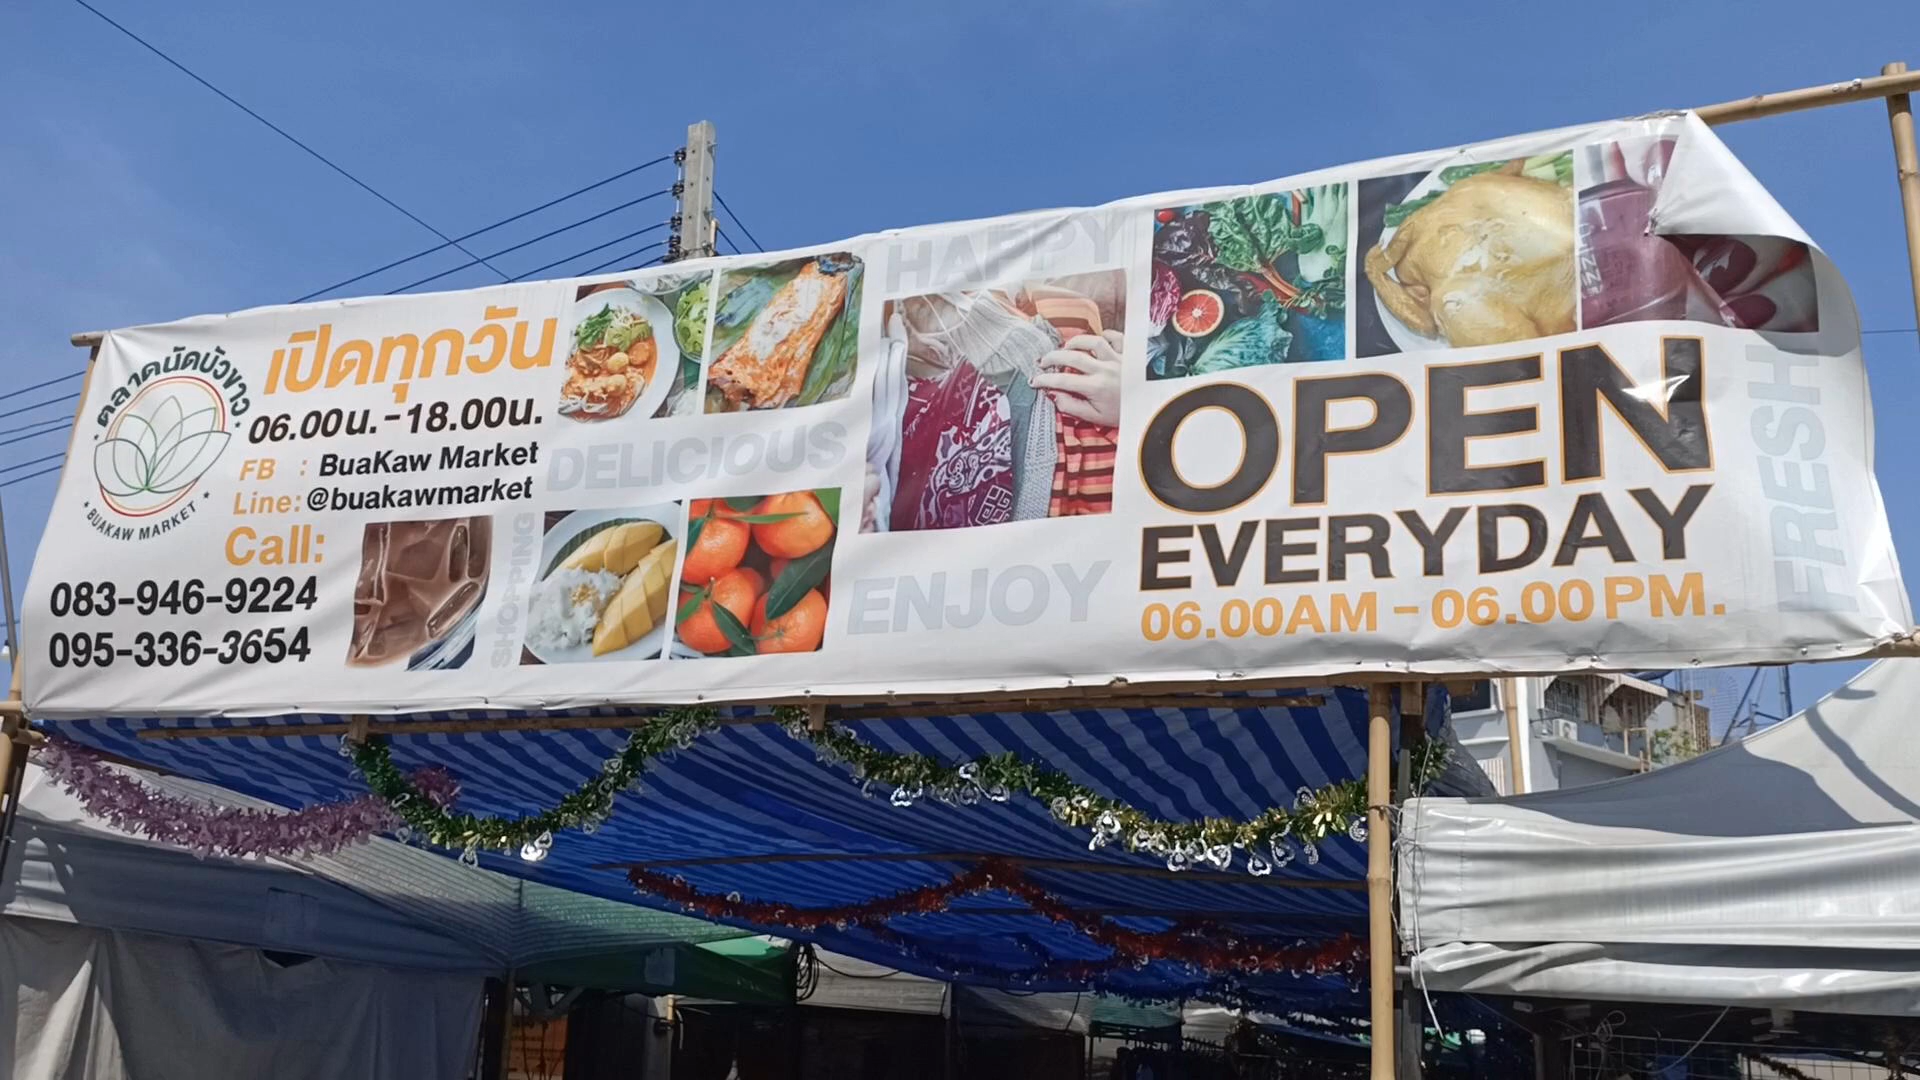 ตลาดนัดบัวขาว
BUAKAW MARKET
เปิดทุกวัน
06.00น.-18.00น.
FB : BuaKaw Market
Line: @buakawmarket
Call:
083-946-9224
095-336-3654
DELICIOUS
SHOPPING
HAPPY
ENJOY
OPEN
EVERYDAY
06.00AM - 06.00PM.
FRESH